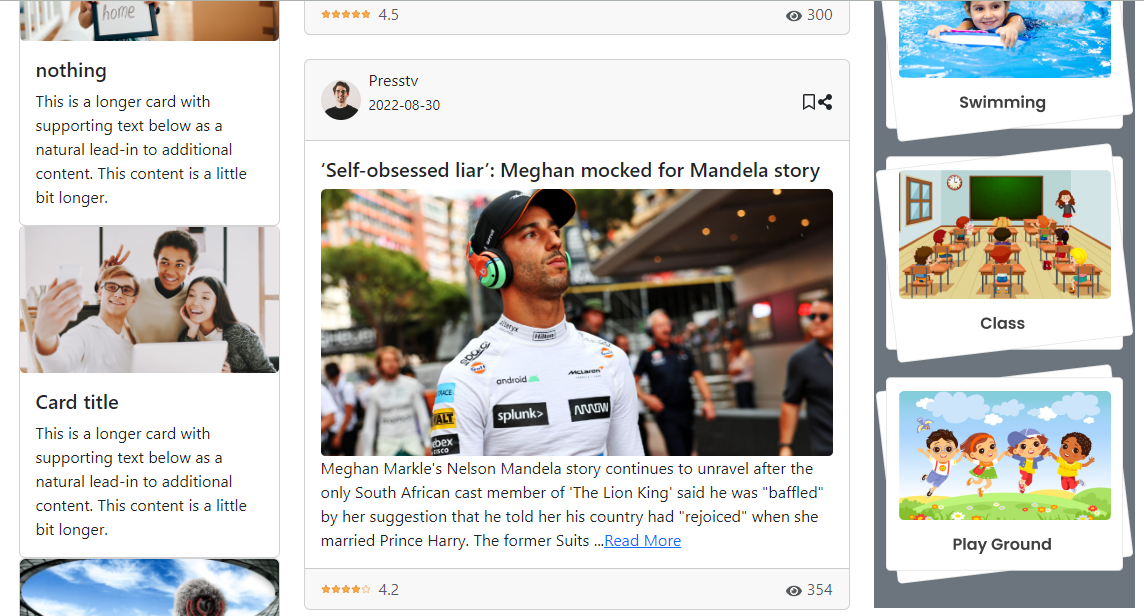 home
nothing
This is a longer card with
supporting text below as a
natural lead-in to additional
content. This content is a little
bit longer.
Card title
This is a longer card with
supporting text below as a
natural lead-in to additional
content. This content is a little
bit longer.
4.5
300
Presstv
2022-08-30
‘Self-obsessed liar’: Meghan mocked for Mandela story
Hilton
android
McLaren
splunk>
ARROW
Meghan Markle's Nelson Mandela story continues to unravel after the
only South African cast member of 'The Lion King' said he was "baffled"
by her suggestion that he told her his country had "rejoiced" when she
married Prince Harry. The former Suits ...Read More
4.2
354
Swimming
Class
Play Ground